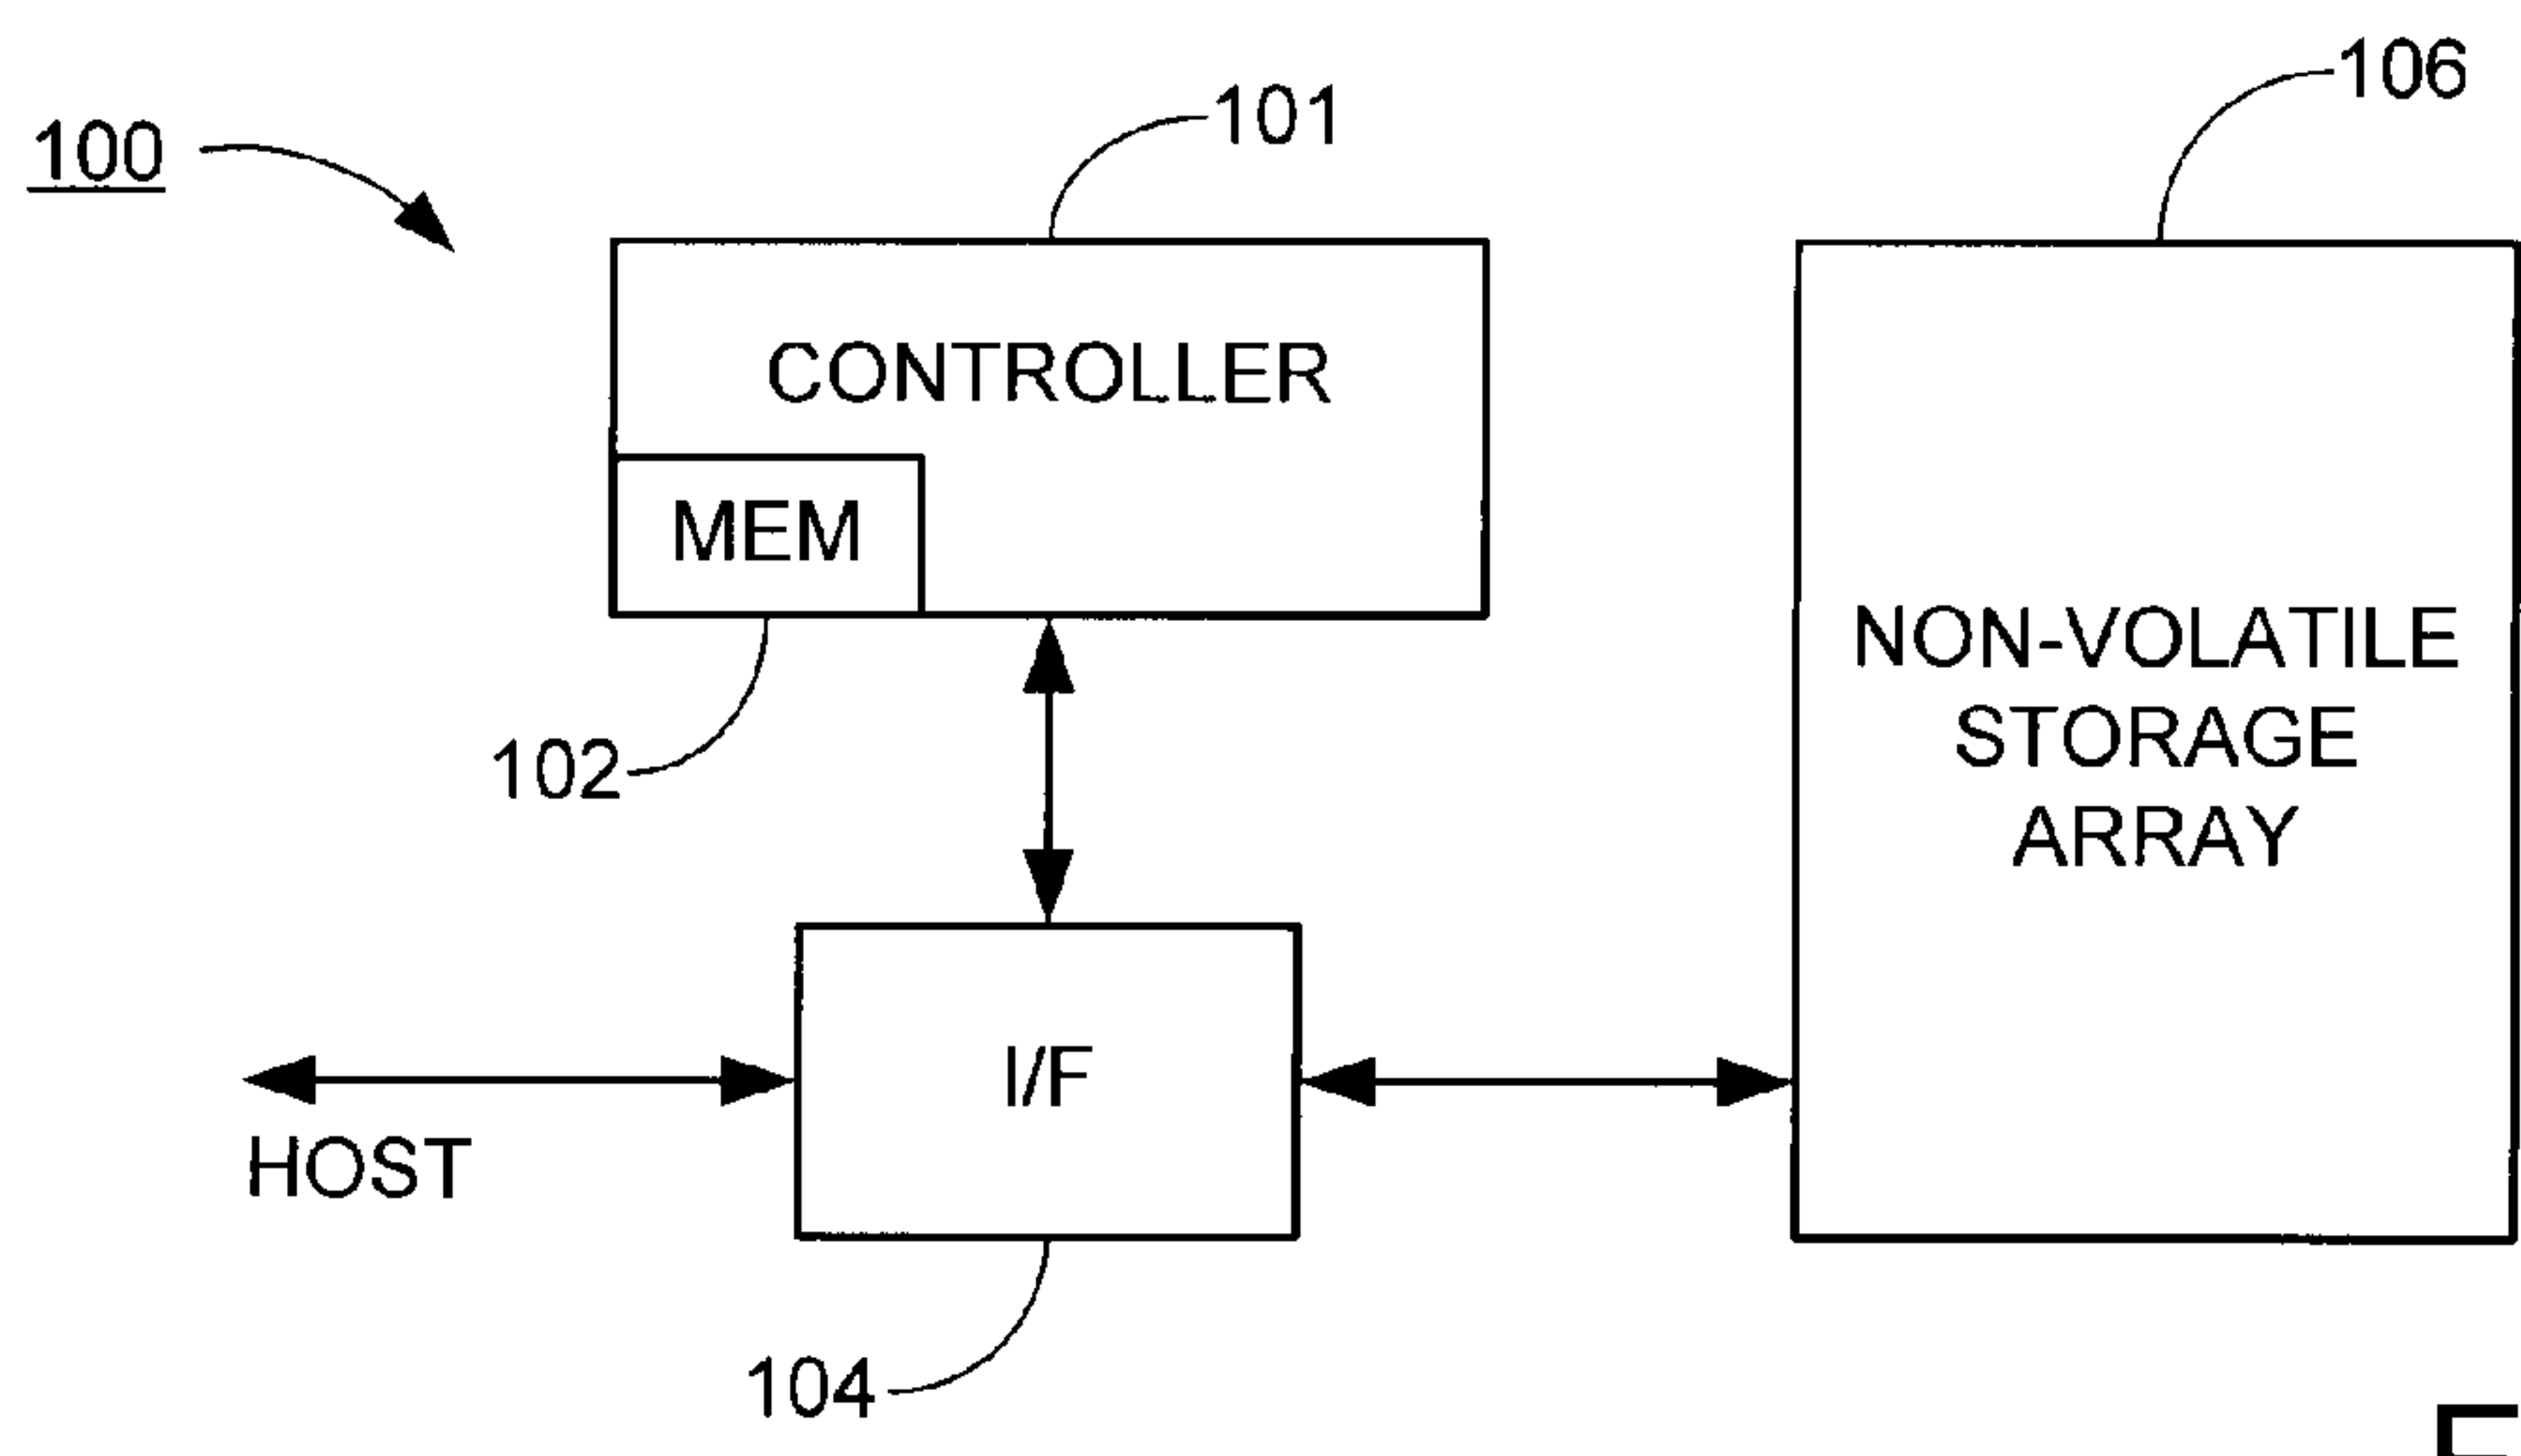 100
101
106
CONTROLLER
MEM
102
NON-VOLATILE
STORAGE
ARRAY
I/F
HOST
104